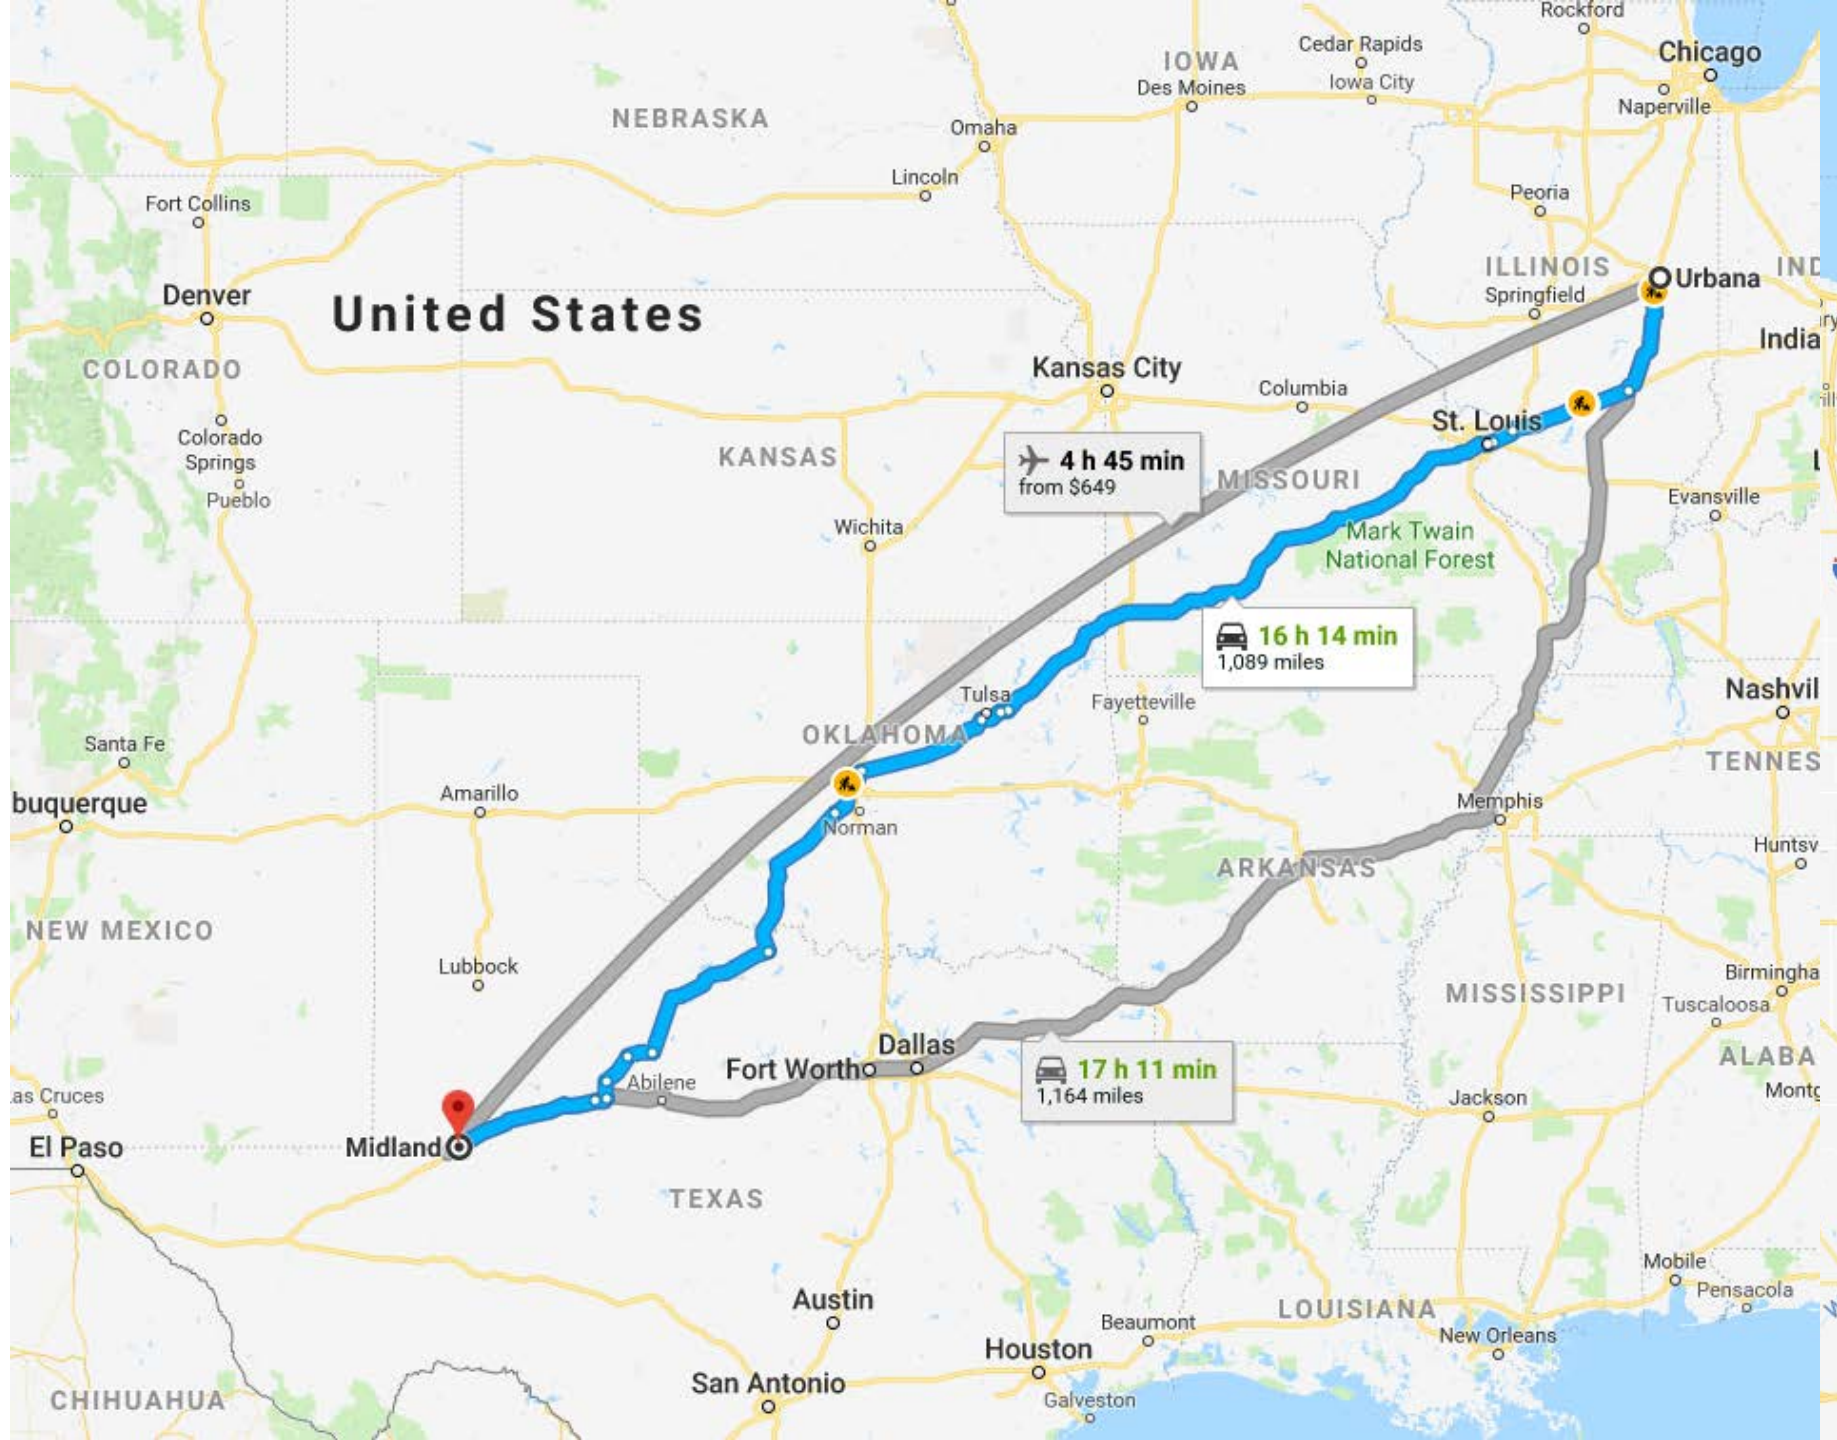 Rockford
Chicago
Cedar Rapids
IOWA
Des Moines
Iowa City
Naperville
NEBRASKA
Omaha
Lincoln
Peoria
Fort Collins
ILLINOIS
Urbana
IND
Springfield
Denver
United States
India
COLORADO
Kansas City
Columbia
St. Louis
Colorado
Springs
Pueblo
KANSAS
4 h 45 min
from $649
MISSOURI
Evansville
Wichita
Mark Twain
National Forest
16 h 14 min
1,089 miles
Tulsa
Fayetteville
Nashvil
OKLAHOMA
Santa Fe
TENNES
Amarillo
buquerque
Memphis
Norman
Huntsv
ARKANSAS
NEW MEXICO
Lubbock
Birmingha
MISSISSIPPI
Tuscaloosa
Dallas
Fort Worth
17 h 11 min
1,164 miles
ALABA
Abilene
as Cruces
Jackson
Montg
Midland
El Paso
TEXAS
Mobile
Pensacola
Austin
LOUISIANA
Beaumont
New Orleans
Houston
San Antonio
CHIHUAHUA
Galveston